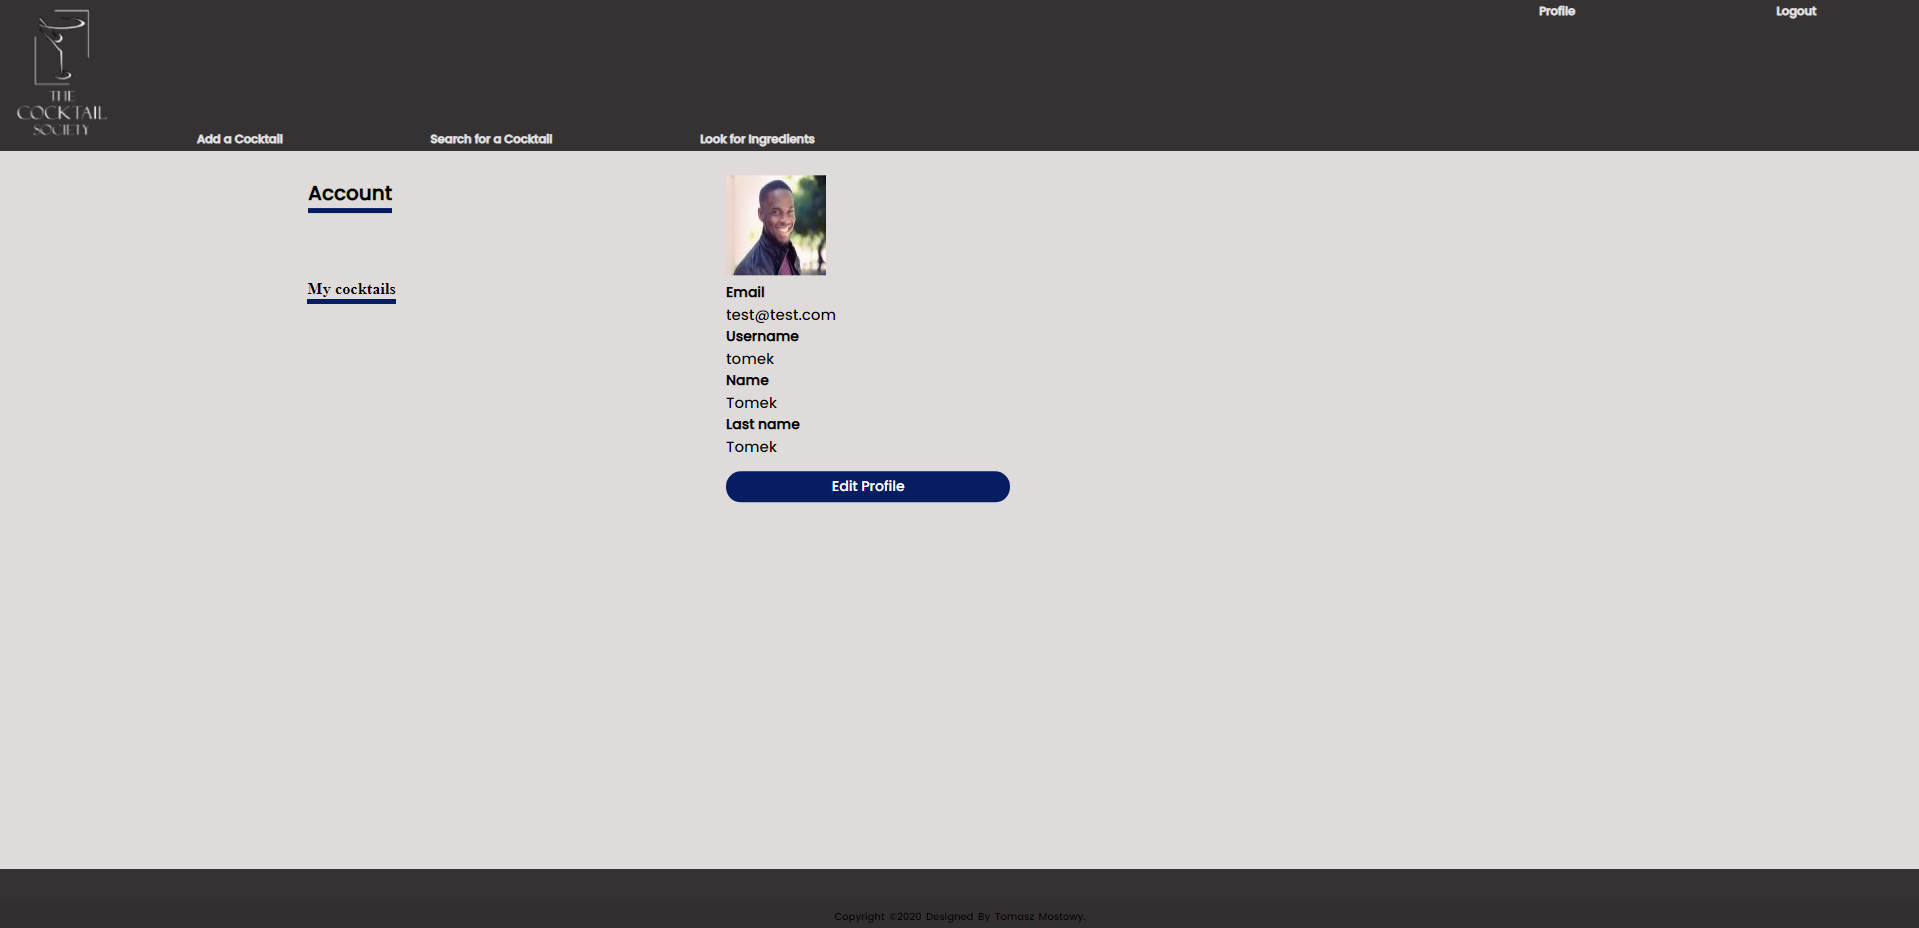 Profile
Logout
THE
COCKTAIL
SOCIETY
Add a Cocktail
Search for a Cocktail
Look for Ingredients
Account
My cocktails
Email
test@test.com
Username
tomek
Name
Tomek
Last name
Tomek
Edit Profile
Copyright ©2020 Designed By Tomasz Mostowy.